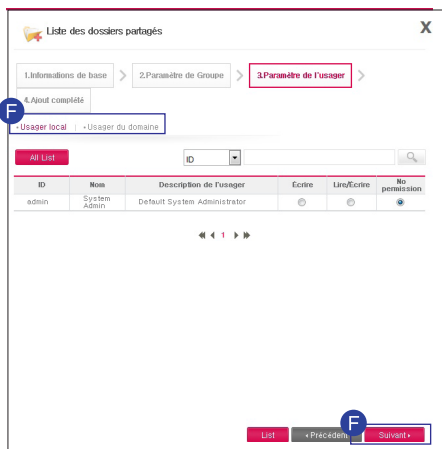 Liste des dossiers partagés
X
1.Informations de base > 2.Paramètre de Groupe > 3.Paramètre de l'usager >
4.Ajout complété
F
Usager local | Usager du domaine
All List ID
ID Nom Description de l'usager Écrire Lire/Écrire No permission
admin System Admin Default System Administrator
1
F
List Précédent Suivant